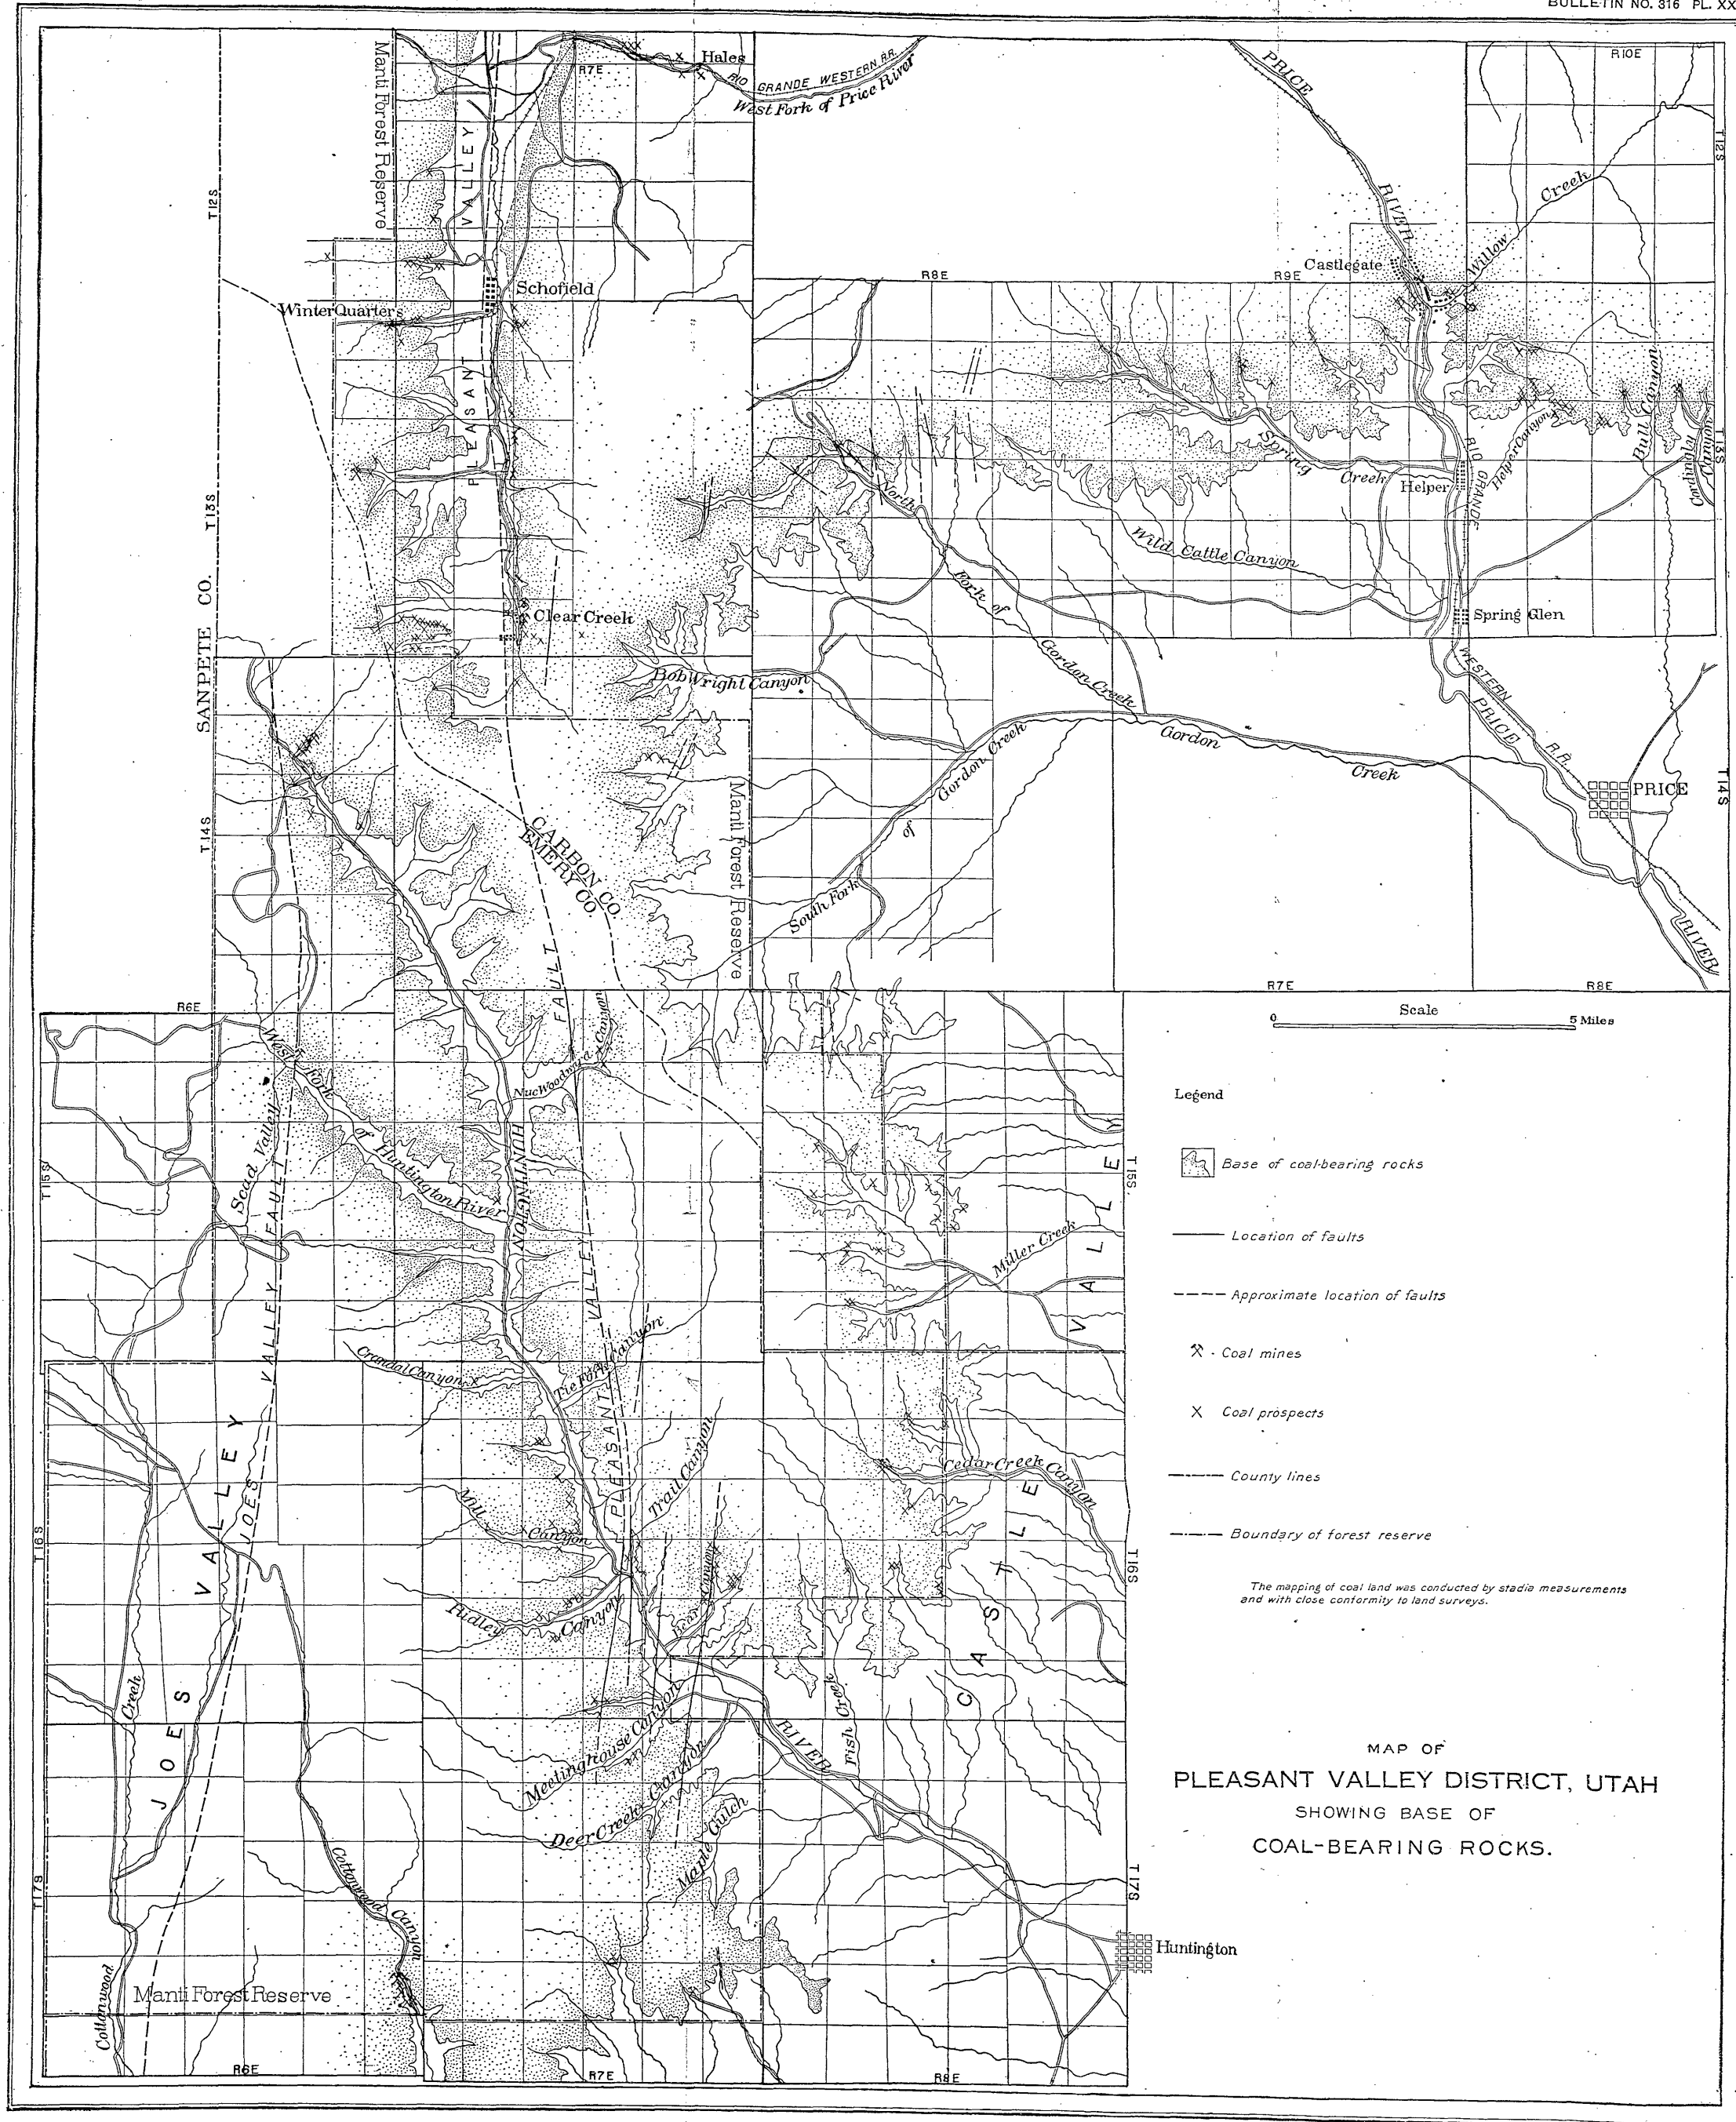 BULLETIN NO. 316 PL. XX
Manti Forest Reserve
R7E
Hales
RIO GRANDE WESTERN R.R.
West Fork of Price River
PRICE RIVER
R10E
T12S
T12S
VALLEY
Creek
Willow
Castlegate
R8E
R9E
Schofield
Winter Quarters
PLEASANT
Bull Canyon
T13S
T13S
Spring
Creek
Helper
Helper Canyon
RIO GRANDE
Coal
Canyon
North
Wild Cattle Canyon
Fork of
Clear Creek
Spring Glen
SANPETE CO.
Gordon Creek
Bob Wright Canyon
WESTERN
R.R.
PRICE
Gordon
Creek
Gordon Creek
of
South Fork
PRICE
T14S
T14S
Manti Forest Reserve
CARBON CO.
EMERY CO.
RIVER
FAULT
R6E
R7E
R8E
Scale
0 5 Miles
West Fork
of
Huntington River
Nuc Woodward Canyon
Scad Valley
HUNTINGTON
T15S
T15S.
Legend
Base of coal-bearing rocks
Location of faults
Approximate location of faults
Coal mines
Coal prospects
County lines
Boundary of forest reserve
The mapping of coal land was conducted by stadia measurements
and with close conformity to land surveys.
Miller Creek
VALLEY
JOES VALLEY FAULT
Crandal Canyon
Tie Fork Canyon
PLEASANT VALLEY
Trail Canyon
Cedar Creek Canyon
Mill
Canyon
T16S
T16S
JOES VALLEY
Ridley
Canyon
Bear Canyon
CASTLE
Creek
Fish Creek
Meetinghouse Canyon
RIVER
Deer Creek Canyon
Maple Gulch
MAP OF
PLEASANT VALLEY DISTRICT, UTAH
SHOWING BASE OF
COAL-BEARING ROCKS.
T17S
T17S
Cottonwood Canyon
Huntington
Manti Forest Reserve
Cottonwood
R6E
R7E
R8E